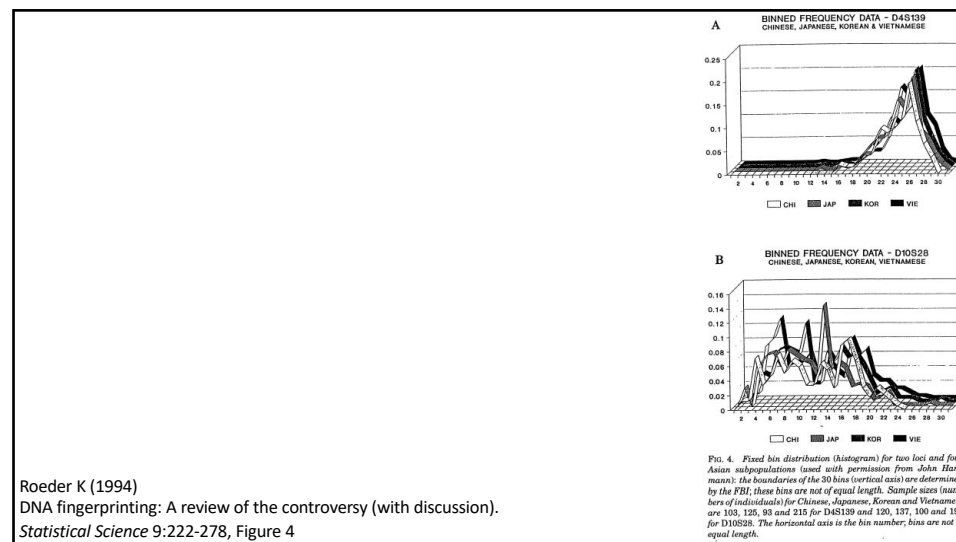 A
BINNED FREQUENCY DATA - D4S139
CHINESE, JAPANESE, KOREAN & VIETNAMESE
0.25
0.2
0.15
0.1
0.05
0
2 4 6 8 10 12 14 16 18 20 22 24 26 28 30
CHI JAP KOR VIE
B
BINNED FREQUENCY DATA - D10S28
CHINESE, JAPANESE, KOREAN, VIETNAMESE
0.16
0.14
0.12
0.1
0.08
0.06
0.04
0.02
0
2 4 6 8 10 12 14 16 18 20 22 24 26 28 30
CHI JAP KOR VIE
FIG. 4. Fixed bin distribution (histogram) for two loci and fou
Asian subpopulations (used with permission from John Har
mann): the boundaries of the 30 bins (vertical axis) are determine
by the FBI; these bins are not of equal length. Sample sizes (num
bers of individuals) for Chinese, Japanese, Korean and Vietname
are 103, 125, 93 and 215 for D4S139 and 120, 137, 100 and 19
for D10S28. The horizontal axis is the bin number; bins are not
equal length.
Roeder K (1994)
DNA fingerprinting: A review of the controversy (with discussion).
Statistical Science 9:222-278, Figure 4